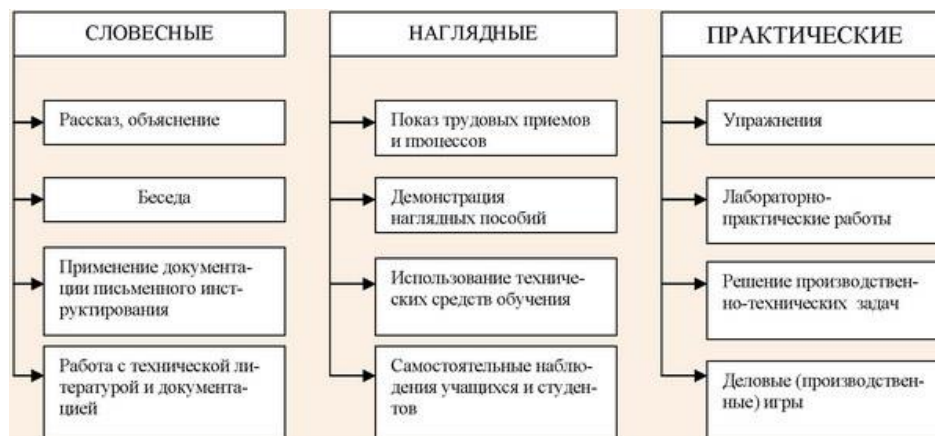 СЛОВЕСНЫЕ
Рассказ, объяснение
Беседа
Применение документа-
ции письменного инст-
руктирования
Работа с технической ли-
тературой и документа-
цией
НАГЛЯДНЫЕ
Показ трудовых приемов
и процессов
Демонстрация
наглядных пособий
Использование техниче-
ских средств обучения
Самостоятельные наблю-
дения учащихся и студен-
тов
ПРАКТИЧЕСКИЕ
Упражнения
Лабораторно-
практические работы
Решение производствен-
но-технических задач
Деловые (производствен-
ные) игры